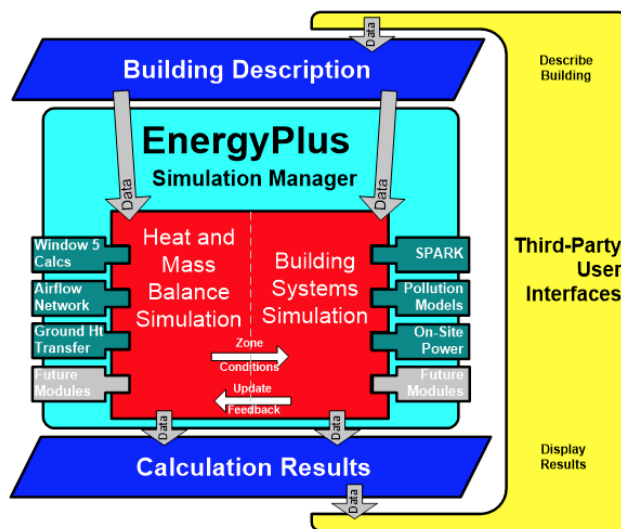 Data
Building Description
Describe
Building
EnergyPlus
Simulation Manager
Data
Data
Window 5
Calcs
Airflow
Network
Ground Ht
Transfer
Future
Modules
Heat and
Mass
Balance
Simulation
Building
Systems
Simulation
Zone
Conditions
Update
Feedback
SPARK
Pollution
Models
On-Site
Power
Future
Modules
Third-Party
User
Interfaces
Data
Data
Calculation Results
Display
Results
Data